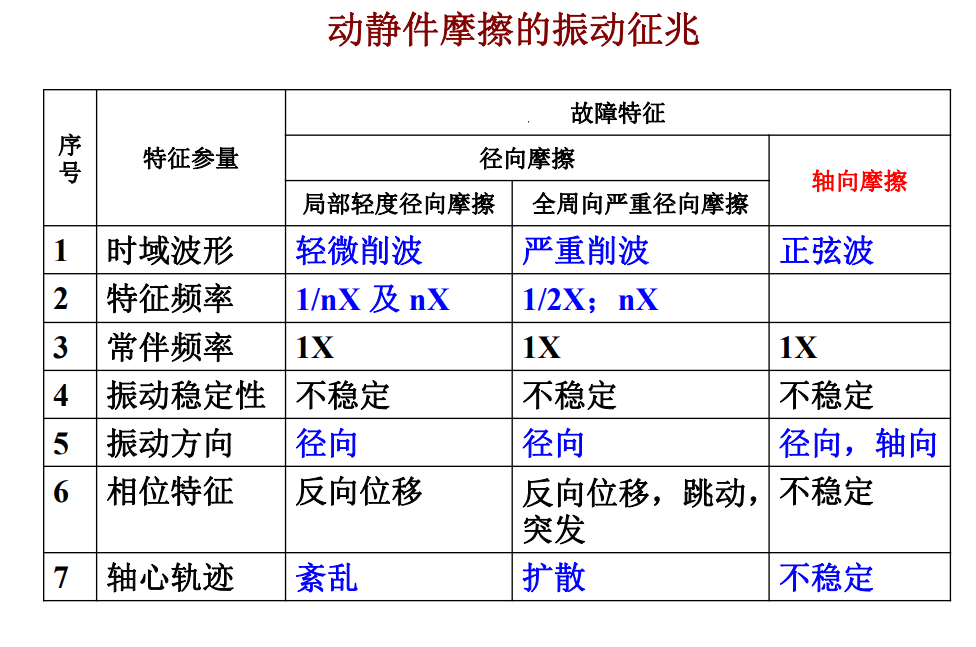 动静件摩擦的振动征兆
序号 特征参量 故障特征
径向摩擦 轴向摩擦
局部轻度径向摩擦 全周向严重径向摩擦
1 时域波形 轻微削波 严重削波 正弦波
2 特征频率 1/nX 及 nX 1/2X；nX
3 常伴频率 1X 1X 1X
4 振动稳定性 不稳定 不稳定 不稳定
5 振动方向 径向 径向 径向，轴向
6 相位特征 反向位移 反向位移，跳动， 不稳定
突发
7 轴心轨迹 紊乱 扩散 不稳定